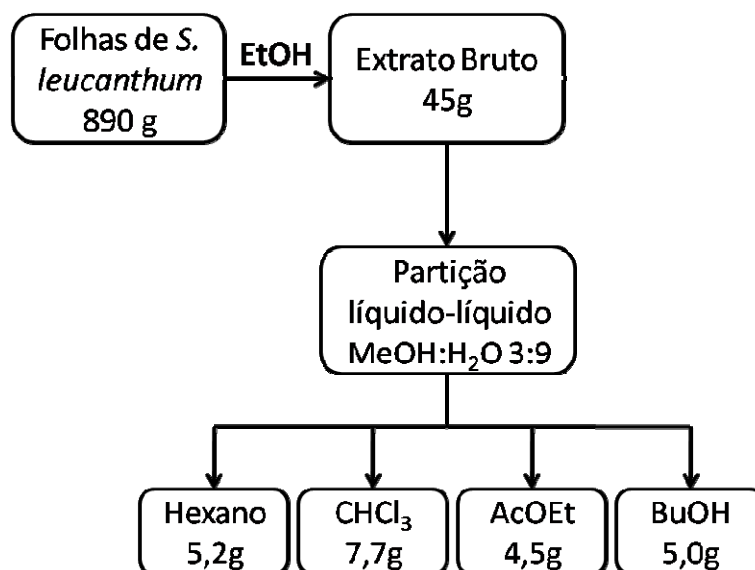 Folhas de S.
leucanthum
890 g
EtOH
Extrato Bruto
45g
Partição
líquido-líquido
MeOH:H₂O 3:9
Hexano
5,2g
CHCl₃
7,7g
AcOEt
4,5g
BuOH
5,0g